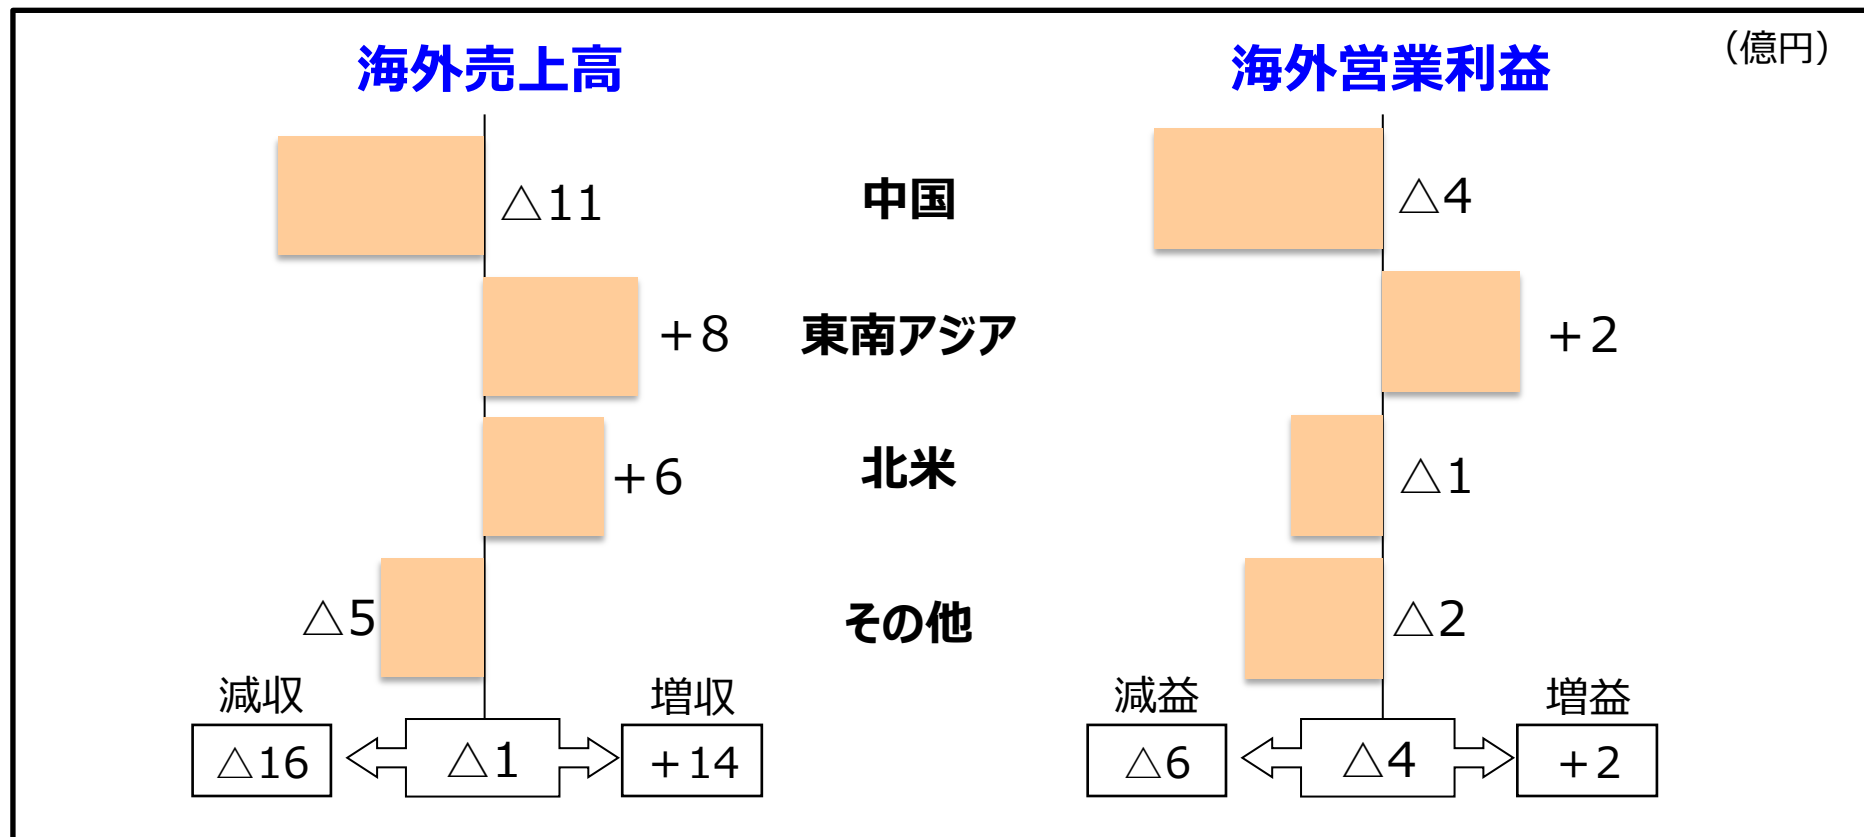 海外売上高
海外営業利益
（億円）
△11
中国
△4
+8
東南アジア
+2
+6
北米
△1
△5
その他
△2
減収
増収
減益
増益
△16
△1
+14
△6
△4
+2